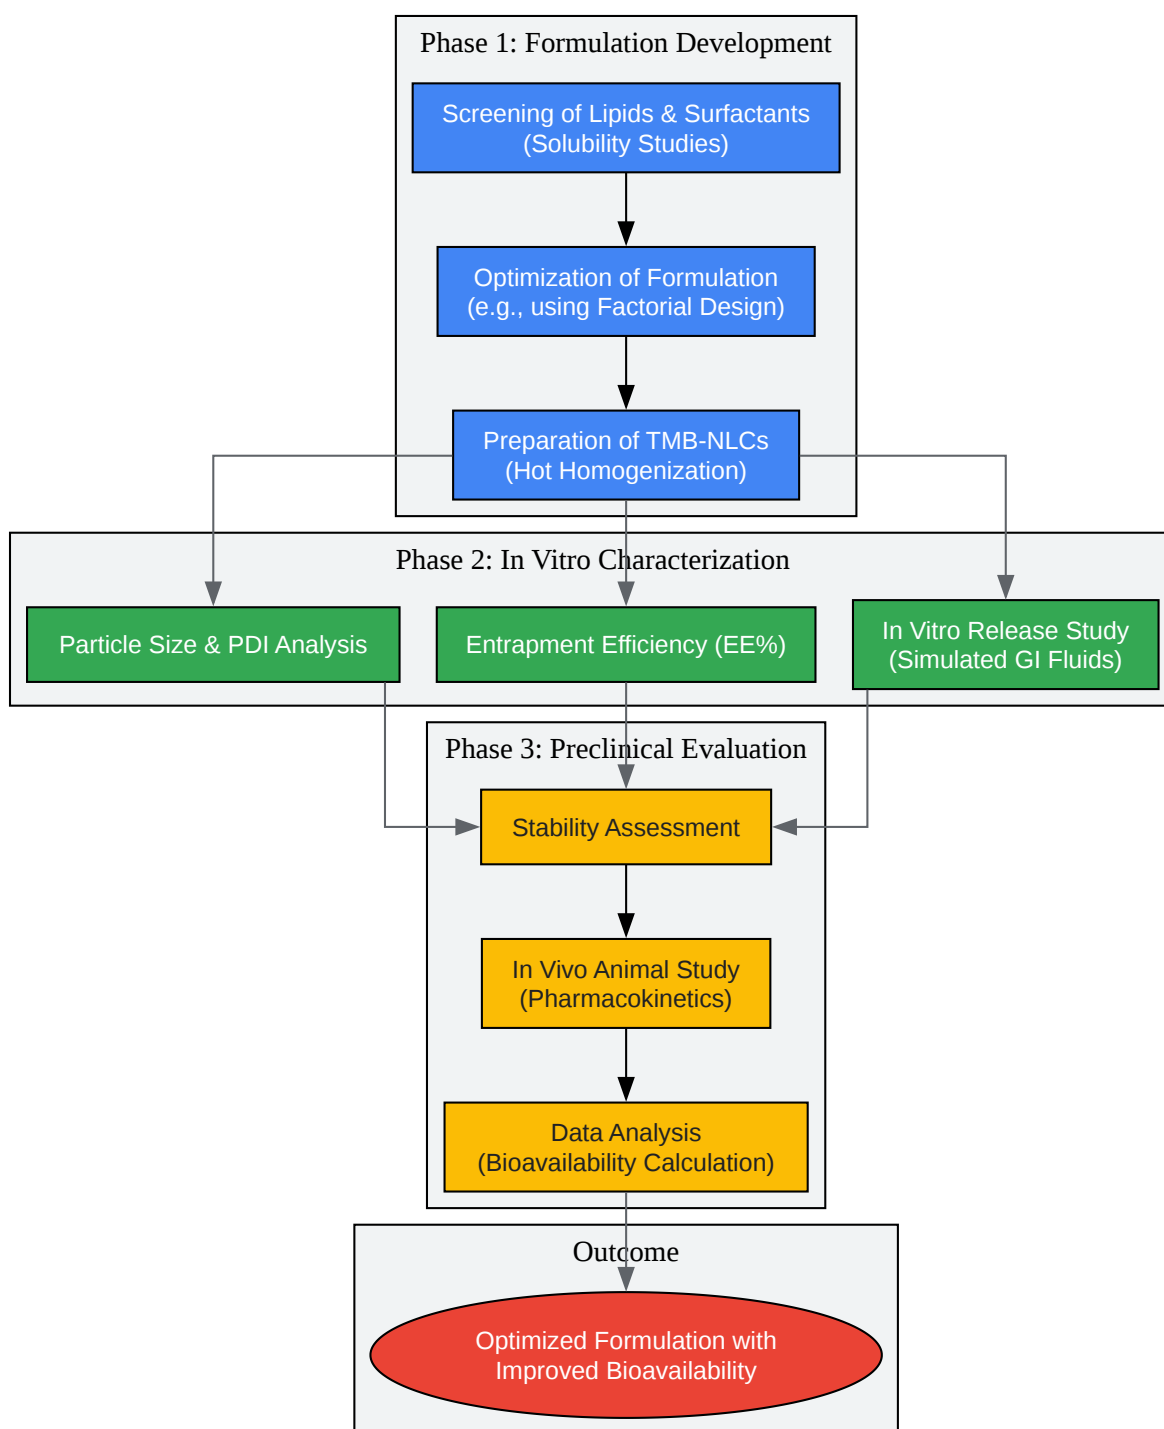 Phase 1: Formulation Development
Screening of Lipids & Surfactants
(Solubility Studies)
Optimization of Formulation
(e.g., using Factorial Design)
Preparation of TMB-NLCs
(Hot Homogenization)
Phase 2: In Vitro Characterization
Particle Size & PDI Analysis
Entrapment Efficiency (EE%)
In Vitro Release Study
(Simulated GI Fluids)
Phase 3: Preclinical Evaluation
Stability Assessment
In Vivo Animal Study
(Pharmacokinetics)
Data Analysis
(Bioavailability Calculation)
Outcome
Optimized Formulation with
Improved Bioavailability